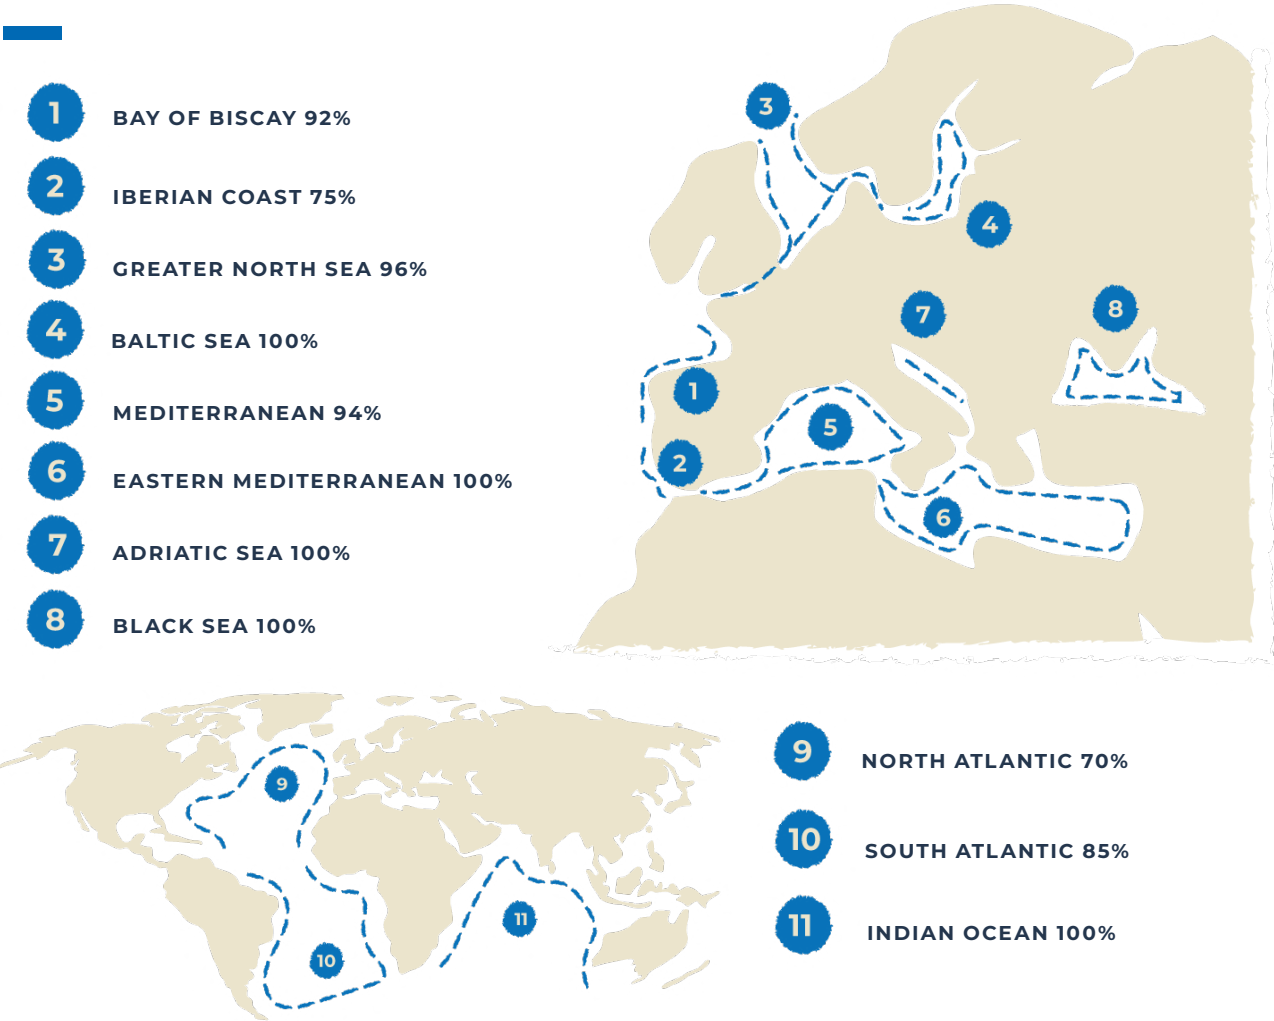 1 BAY OF BISCAY 92%
2 IBERIAN COAST 75%
3 GREATER NORTH SEA 96%
4 BALTIC SEA 100%
5 MEDITERRANEAN 94%
6 EASTERN MEDITERRANEAN 100%
7 ADRIATIC SEA 100%
8 BLACK SEA 100%
3
4
7
8
1
5
2
6
9
11
10
9 NORTH ATLANTIC 70%
10 SOUTH ATLANTIC 85%
11 INDIAN OCEAN 100%